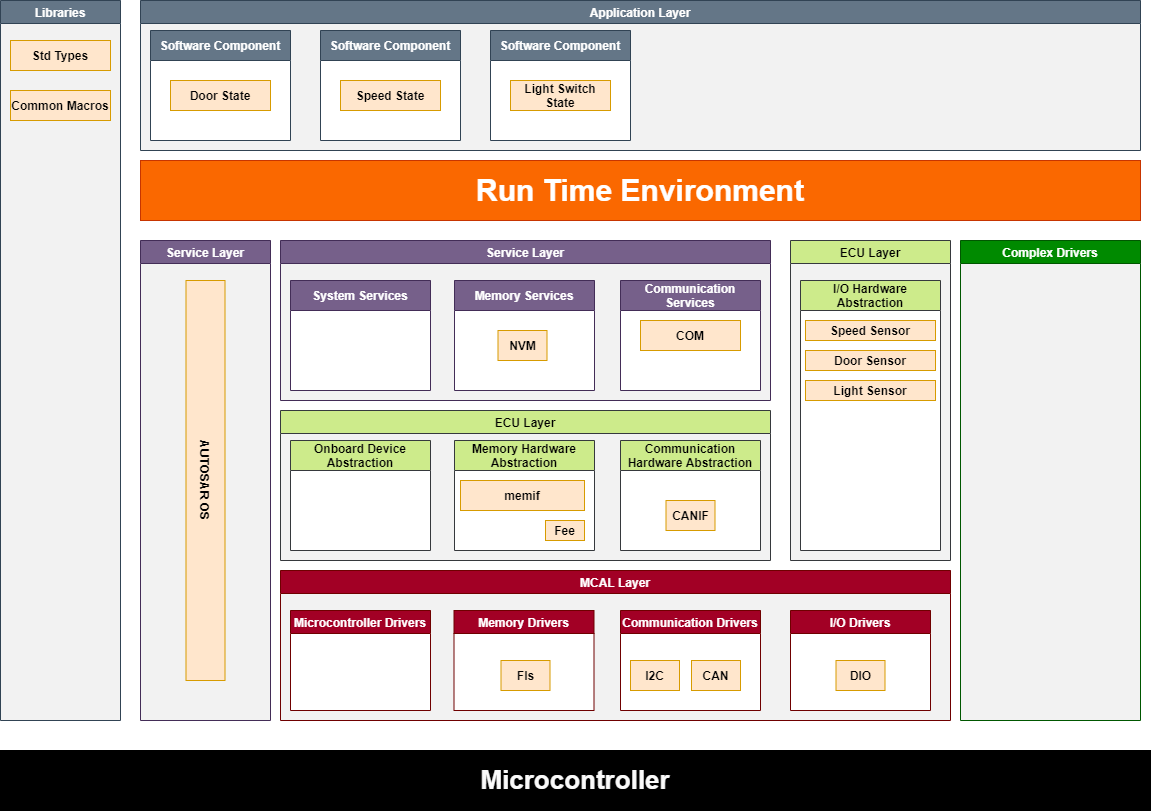 Libraries
Std Types
Common Macros
Application Layer
Software Component
Door State
Software Component
Speed State
Software Component
Light Switch
State
Run Time Environment
Service Layer
AUTOSAR OS
Service Layer
System Services
Memory Services
NVM
Communication
Services
COM
ECU Layer
Onboard Device
Abstraction
Memory Hardware
Abstraction
memif
Fee
Communication
Hardware Abstraction
CANIF
ECU Layer
I/O Hardware
Abstraction
Speed Sensor
Door Sensor
Light Sensor
Complex Drivers
MCAL Layer
Microcontroller Drivers
Memory Drivers
Fls
Communication Drivers
I2C
CAN
I/O Drivers
DIO
Microcontroller